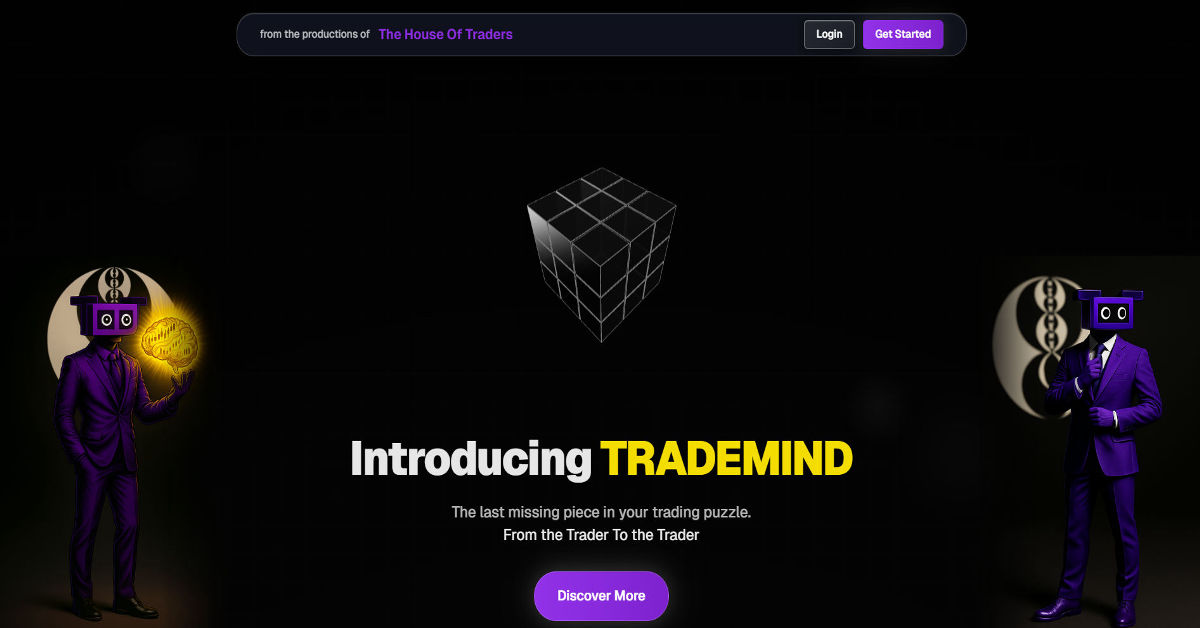 from the productions of The House Of Traders
Login
Get Started
Introducing TRADEMIND
The last missing piece in your trading puzzle.
From the Trader To the Trader
Discover More